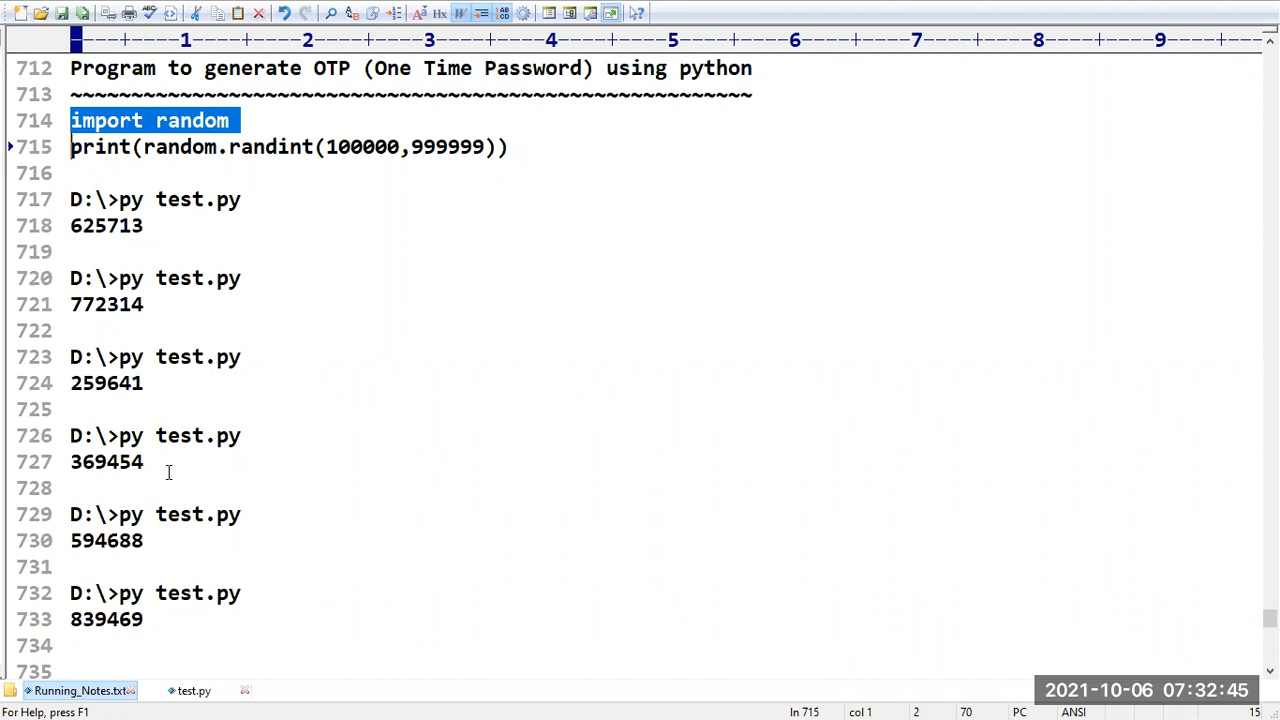 ----+----1----+----2----+----3----+----4----+----5----+----6----+----7----+----8----+----9----+--
712 Program to generate OTP (One Time Password) using python
713 ~~~~~~~~~~~~~~~~~~~~~~~~~~~~~~~~~~~~~~~~~~~~~~~~~~~~~~~~
714 import random
715 print(random.randint(100000,999999))
716
717 D:\>py test.py
718 625713
719
720 D:\>py test.py
721 772314
722
723 D:\>py test.py
724 259641
725
726 D:\>py test.py
727 369454
728
729 D:\>py test.py
730 594688
731
732 D:\>py test.py
733 839469
734
735
Running_Notes.txt test.py
2021-10-06 07:32:45
For Help, press F1 ln 715 col 1 2 70 PC ANSI 15